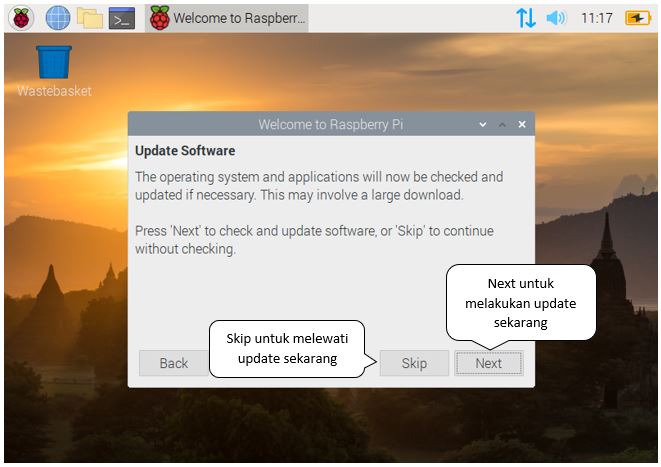 Welcome to Raspberr...
11:17
Wastebasket
Welcome to Raspberry Pi
Update Software
The operating system and applications will now be checked and
updated if necessary. This may involve a large download.
Press 'Next' to check and update software, or 'Skip' to continue
without checking.
Next untuk
melakukan update
sekarang
Skip untuk melewati
update sekarang
Back
Skip
Next